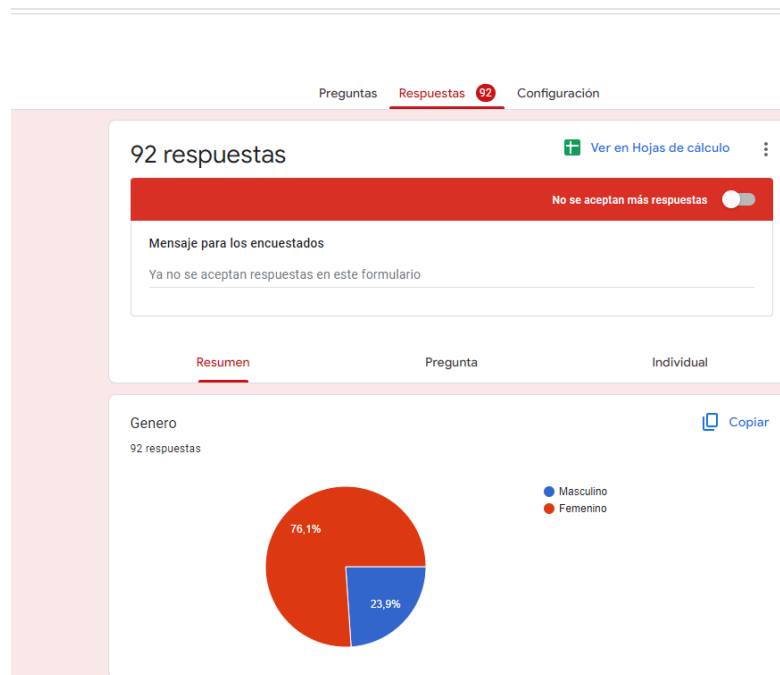 Preguntas Respuestas 92 Configuración
92 respuestas
Ver en Hojas de cálculo
No se aceptan más respuestas
Mensaje para los encuestados
Ya no se aceptan respuestas en este formulario
Resumen Pregunta Individual
Genero
Copiar
92 respuestas
Masculino
Femenino
76,1%
23,9%